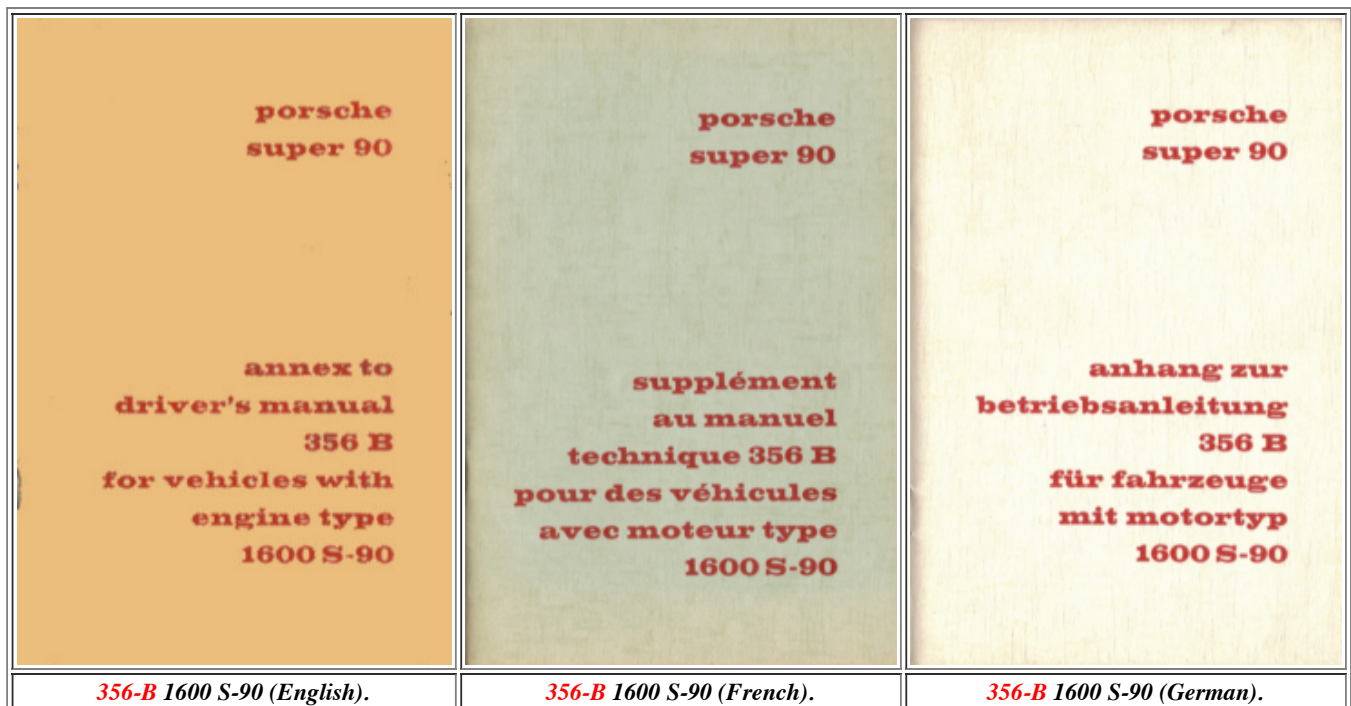 porsche
super 90
annex to
driver's manual
356 B
for vehicles with
engine type
1600 S-90
356-B 1600 S-90 (English).
porsche
super 90
supplément
au manuel
technique 356 B
pour des véhicules
avec moteur type
1600 S-90
356-B 1600 S-90 (French).
porsche
super 90
anhang zur
betriebsanleitung
356 B
für fahrzeuge
mit motortyp
1600 S-90
356-B 1600 S-90 (German).